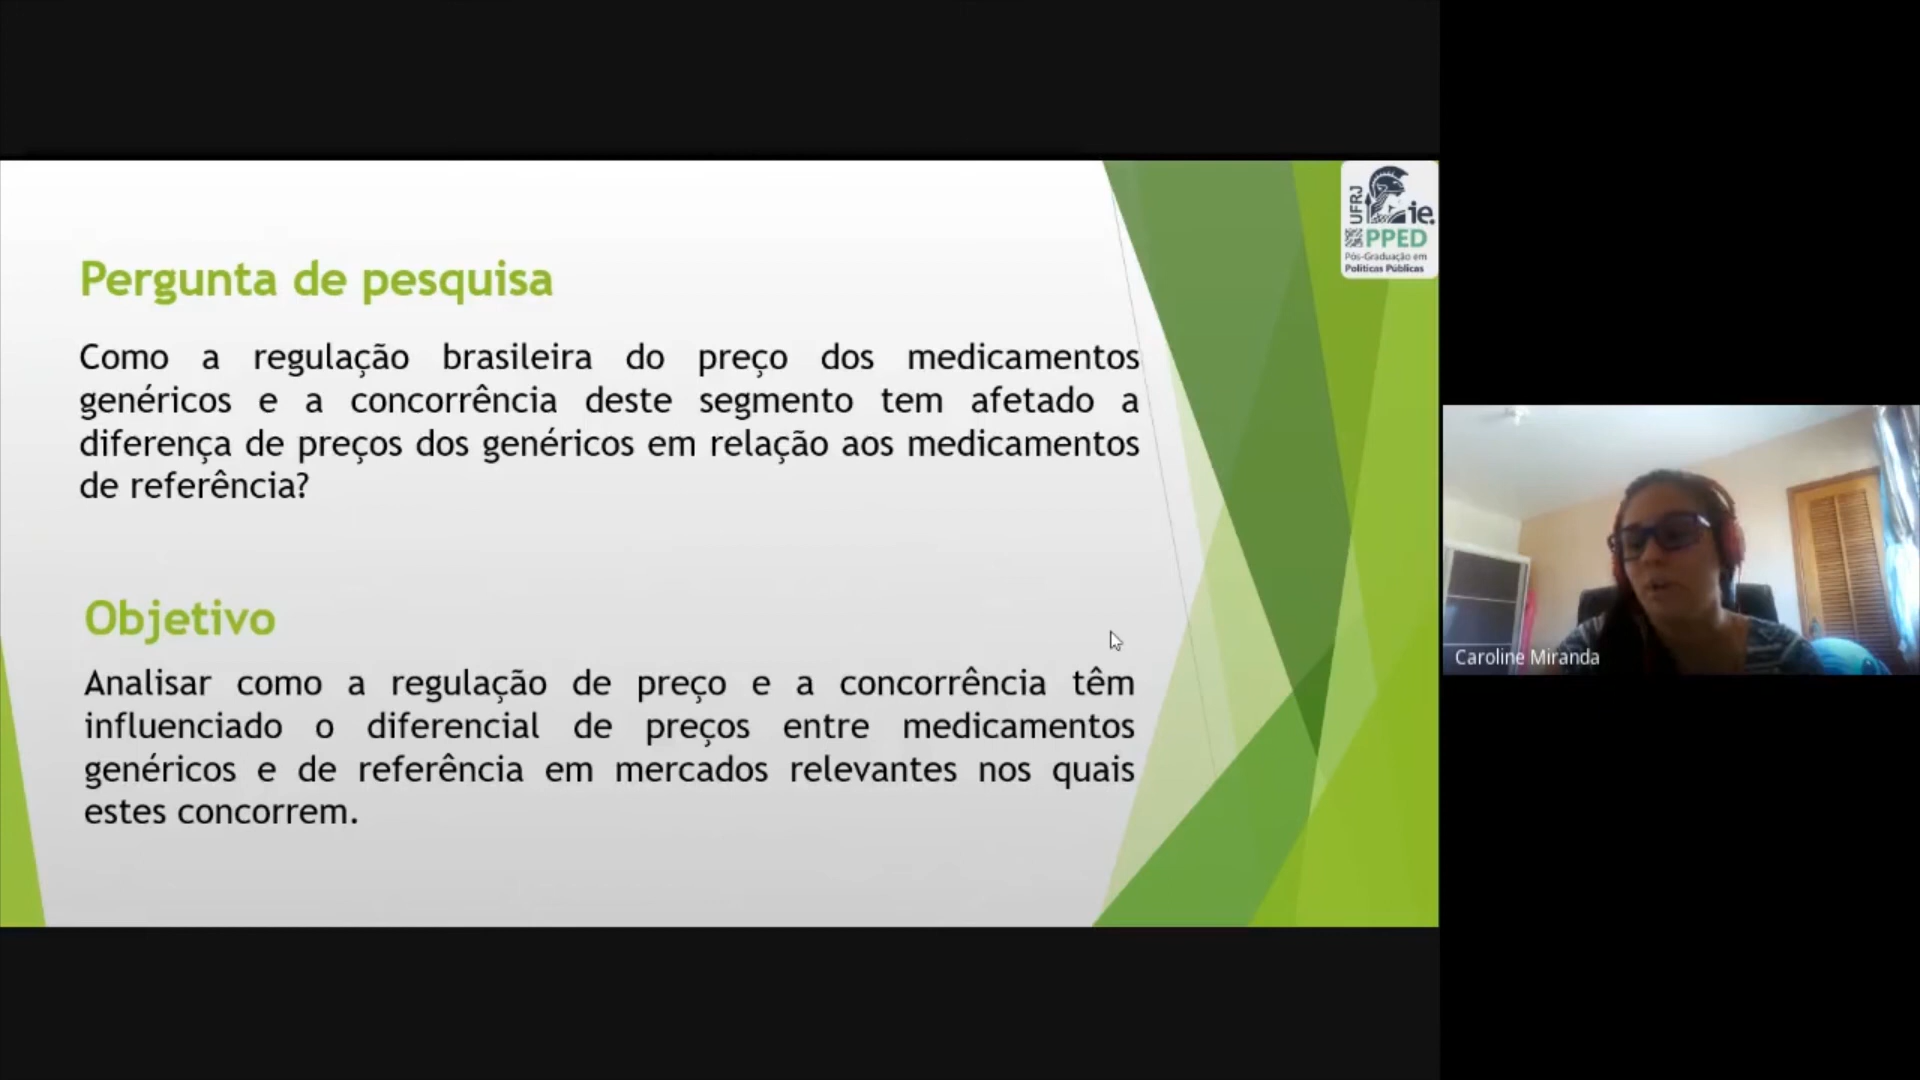 UFRJ
ie.
PPED
Pós-Graduação em
Políticas Públicas
Pergunta de pesquisa
Como a regulação brasileira do preço dos medicamentos
genéricos e a concorrência deste segmento tem afetado a
diferença de preços dos genéricos em relação aos medicamentos
de referência?
Objetivo
Analisar como a regulação de preço e a concorrência têm
influenciado o diferencial de preços entre medicamentos
genéricos e de referência em mercados relevantes nos quais
estes concorrem.
Caroline Miranda